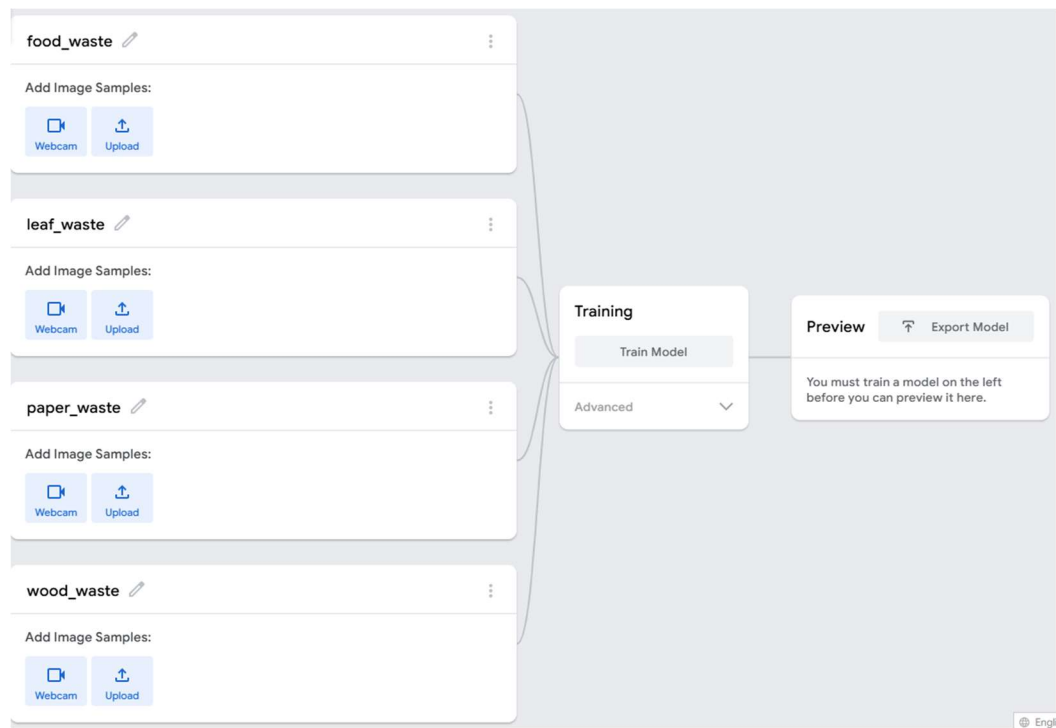 food_waste
Add Image Samples:
Webcam Upload
leaf_waste
Add Image Samples:
Webcam Upload
paper_waste
Add Image Samples:
Webcam Upload
wood_waste
Add Image Samples:
Webcam Upload
Training
Train Model
Advanced
Preview Export Model
You must train a model on the left
before you can preview it here.
Engli